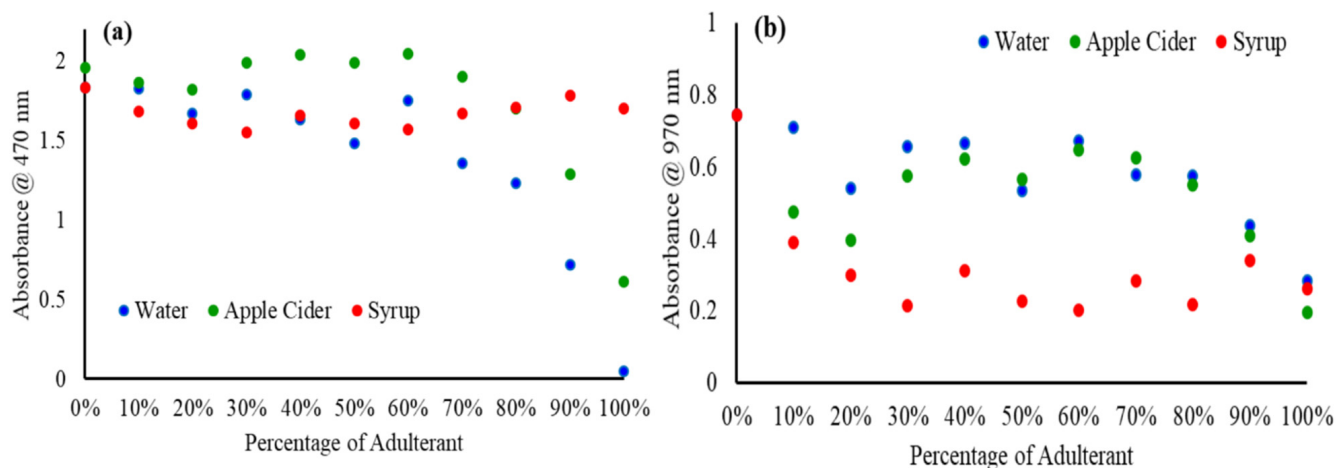 (a)
Absorbance @ 470 nm
2
1.5
1
0.5
0
Water Apple Cider Syrup
0% 10% 20% 30% 40% 50% 60% 70% 80% 90% 100%
Percentage of Adulterant
(b)
Absorbance @ 970 nm
1
0.8
0.6
0.4
0.2
0
Water Apple Cider Syrup
0% 10% 20% 30% 40% 50% 60% 70% 80% 90% 100%
Percentage of Adulterant